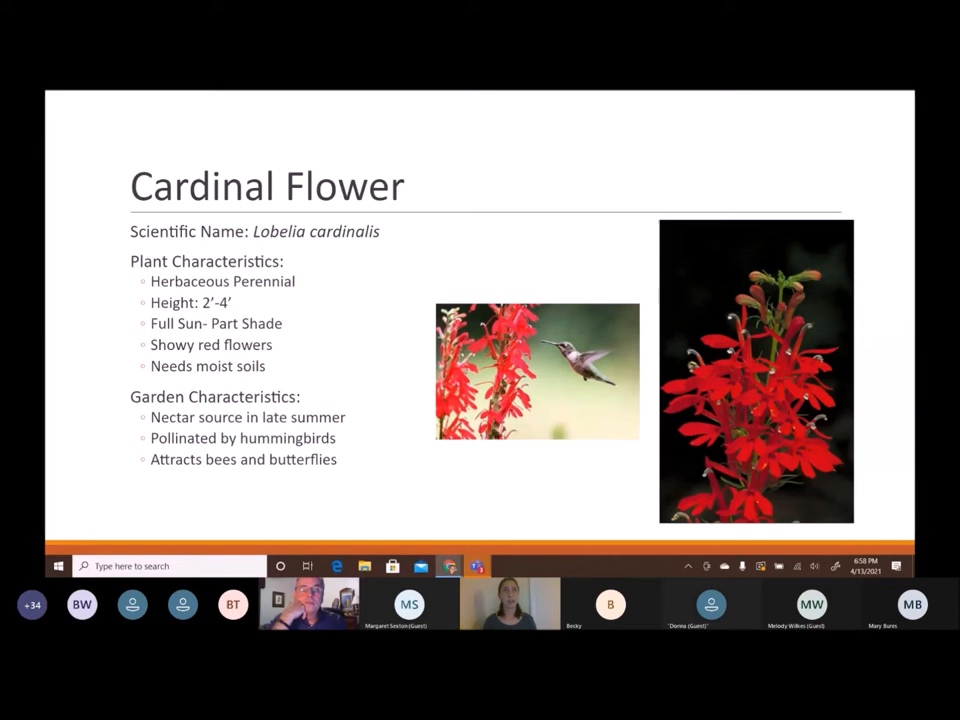 Cardinal Flower
Scientific Name: Lobelia cardinalis
Plant Characteristics:
◦ Herbaceous Perennial
◦ Height: 2’-4’
◦ Full Sun- Part Shade
◦ Showy red flowers
◦ Needs moist soils
Garden Characteristics:
◦ Nectar source in late summer
◦ Pollinated by hummingbirds
◦ Attracts bees and butterflies
Type here to search
6:58 PM
4/13/2021
+34
BW
BT
MS
B
MW
MB
Margaret Sexton (Guest)
Becky
"Donna (Guest)"
Melody Wilkes (Guest)
Mary Bures